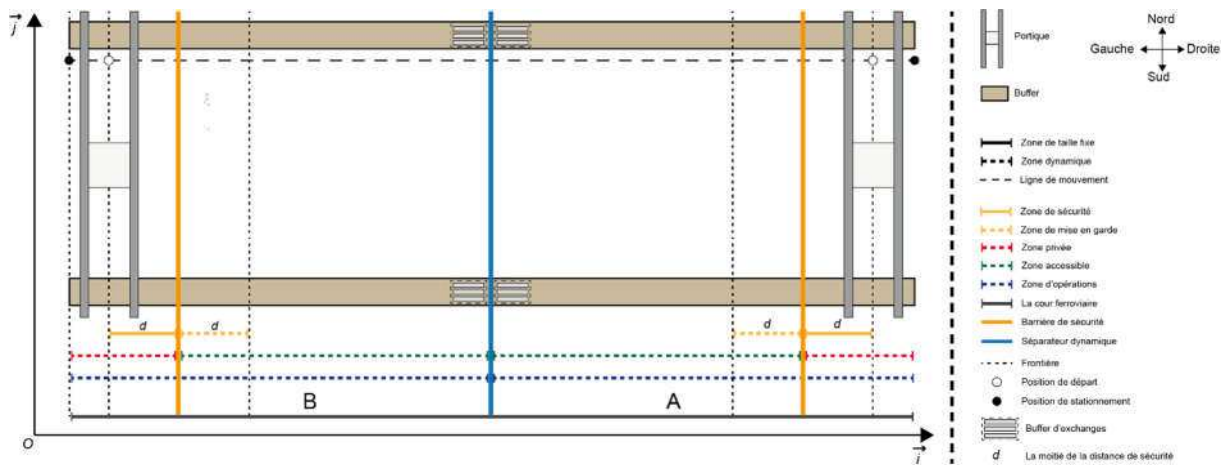 j
Nord
Gauche
Droite
Sud
Portique
Buffer
Zone de taille fixe
Zone dynamique
Ligne de mouvement
Zone de sécurité
Zone de mise en garde
Zone privée
Zone accessible
Zone d'opérations
La cour ferroviaire
Barrière de sécurité
Séparateur dynamique
Frontière
Position de départ
Position de stationnement
Buffer d'exchanges
d La moitié de la distance de sécurité
d d d d
B A
O i